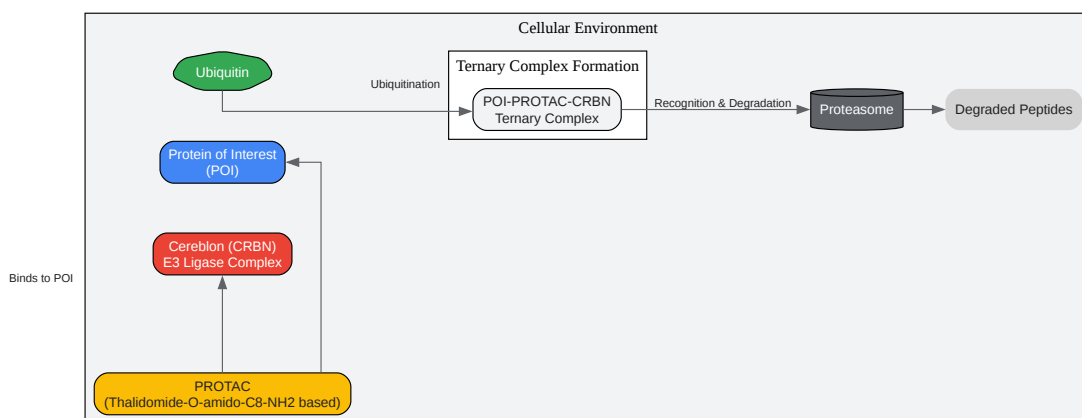 Cellular Environment
Ubiquitin
Ubiquitination
Ternary Complex Formation
POI-PROTAC-CRBN
Ternary Complex
Recognition & Degradation
Proteasome
Degraded Peptides
Protein of Interest
(POI)
Cereblon (CRBN)
E3 Ligase Complex
Binds to POI
PROTAC
(Thalidomide-O-amido-C8-NH2 based)